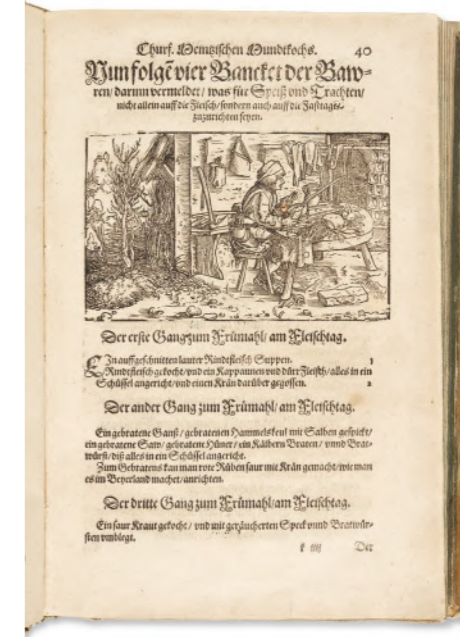 Churf. Meintzischen Mundtkochs. 40
Nun folgē vier Bancket der Baw-
ren/ darinn vermeldet/ was für Speiß vnd Trachten/
nicht allein auff die Fleisch/ sondern auch auff die Fasttage
zuzurichten seyen.
Der erste Gang zum Frümahl/ am Fleischtag.
EIn auffgeschnitten lauter Rindtfleisch Suppen. 1
Rindtfleisch gekocht/ vnd ein Kappaunen vnd dürr Fleisch/ alles in ein
Schüssel angericht/ vnd einen Krän darüber gegossen. 2
Der ander Gang zum Frümahl/ am Fleischtag.
Ein gebratene Ganß/ gebratenen Hammelskeul mit Salben gespickt/
ein gebratene Saw/ gebratene Hüner/ ein Kälbern Braten/ vnnd Brat-
würst/ diß alles in ein Schüssel angericht.
Zum Gebratens kan man rote Rüben saur mit Krän gemacht/ wie man
es im Beyerland machet/ anrichten.
Der dritte Gang zum Frümahl/ am Fleischtag.
Ein saur Kraut gekocht/ vnd mit geräucherten Speck vnnd Bratwür-
sten vmblegt.
Der